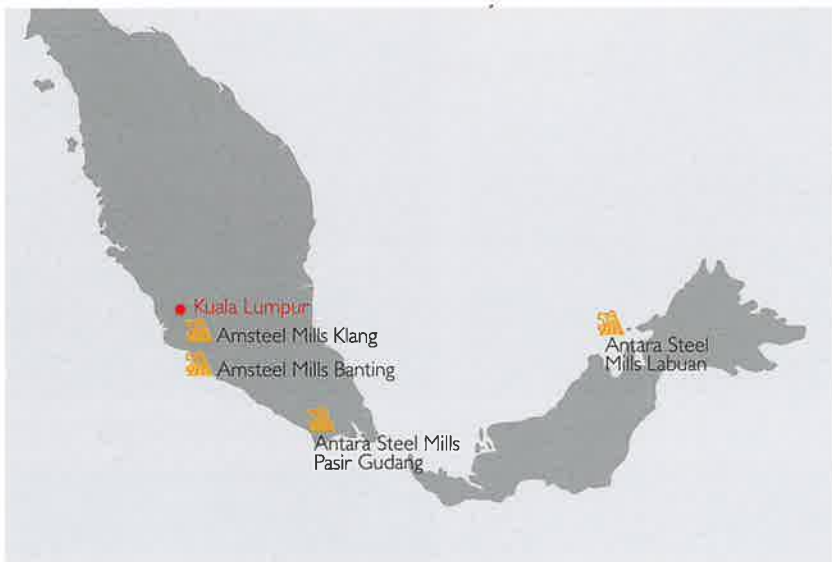 Kuala Lumpur
Amsteel Mills Klang
Amsteel Mills Banting
Antara Steel Mills
Pasir Gudang
Antara Steel
Mills Labuan